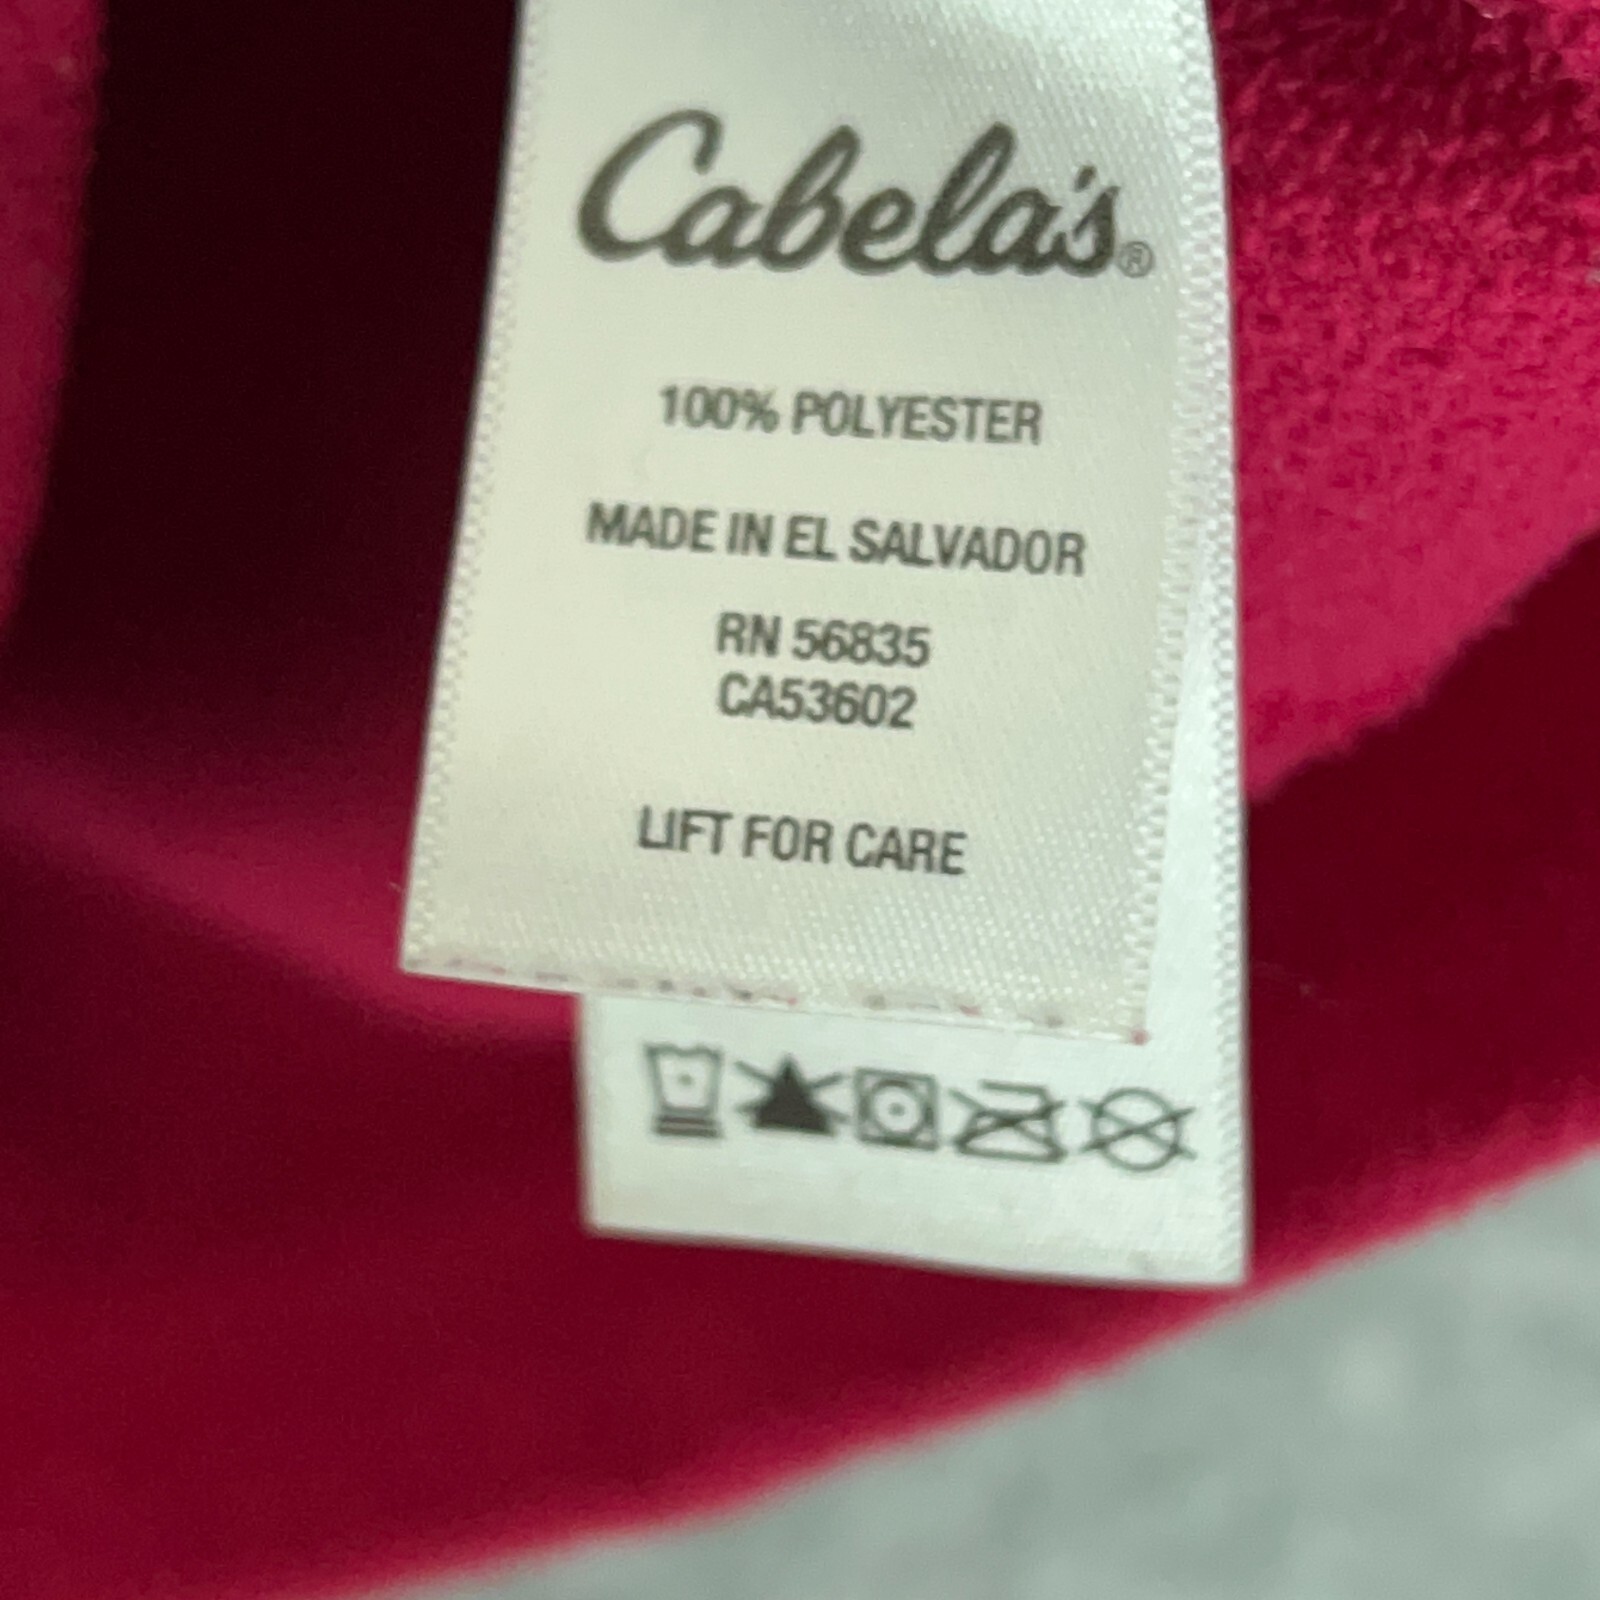 Cabela's®
100% POLYESTER
MADE IN EL SALVADOR
RN 56835
CA53602
LIFT FOR CARE